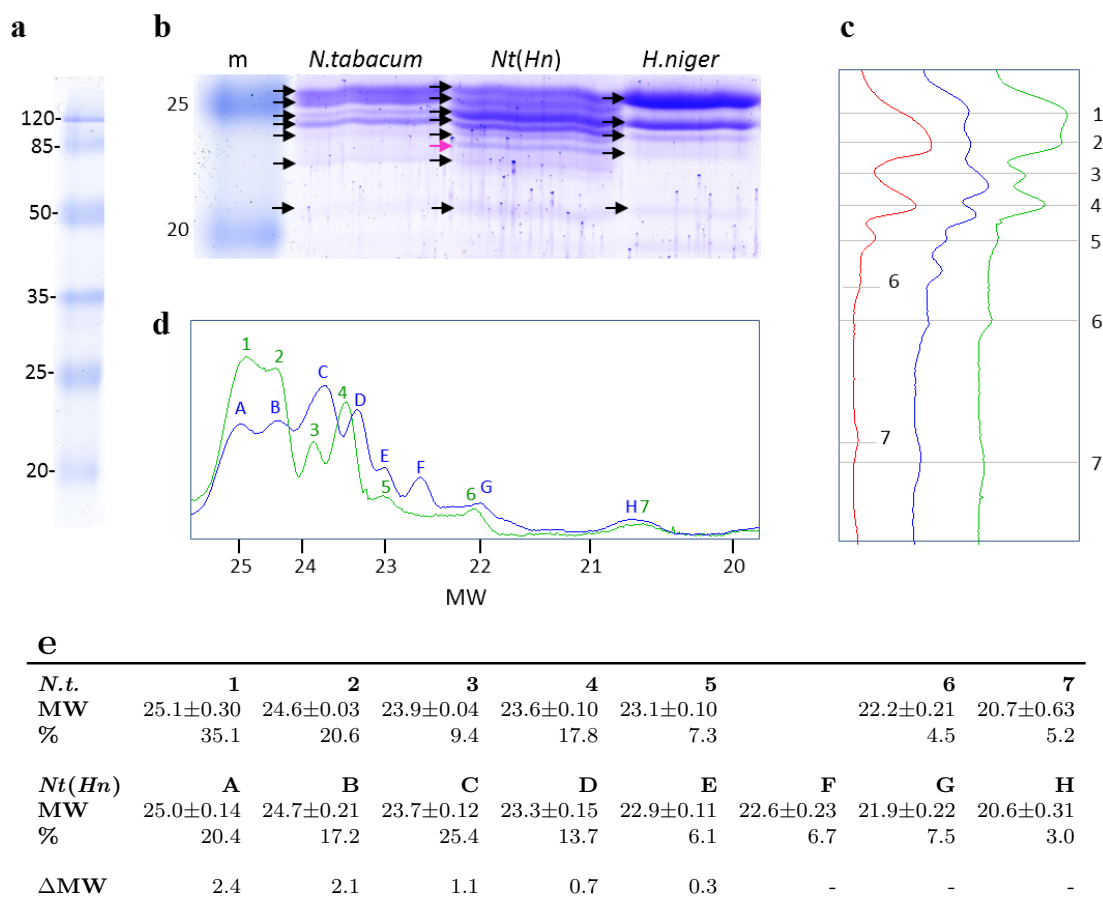 a
120-
85-
50-
35-
25-
20-
b
m N.tabacum Nt(Hn) H.niger
25
20
c
1
2
3
4
5
6
6
7
7
d
1 2 3 4 5 6 7
A B C D E F G H
25 24 23 22 21 20
MW
e
N.t. 1 2 3 4 5 6 7
MW 25.1±0.30 24.6±0.03 23.9±0.04 23.6±0.10 23.1±0.10 22.2±0.21 20.7±0.63
% 35.1 20.6 9.4 17.8 7.3 4.5 5.2
Nt(Hn) A B C D E F G H
MW 25.0±0.14 24.7±0.21 23.7±0.12 23.3±0.15 22.9±0.11 22.6±0.23 21.9±0.22 20.6±0.31
% 20.4 17.2 25.4 13.7 6.1 6.7 7.5 3.0
ΔMW 2.4 2.1 1.1 0.7 0.3 - - -